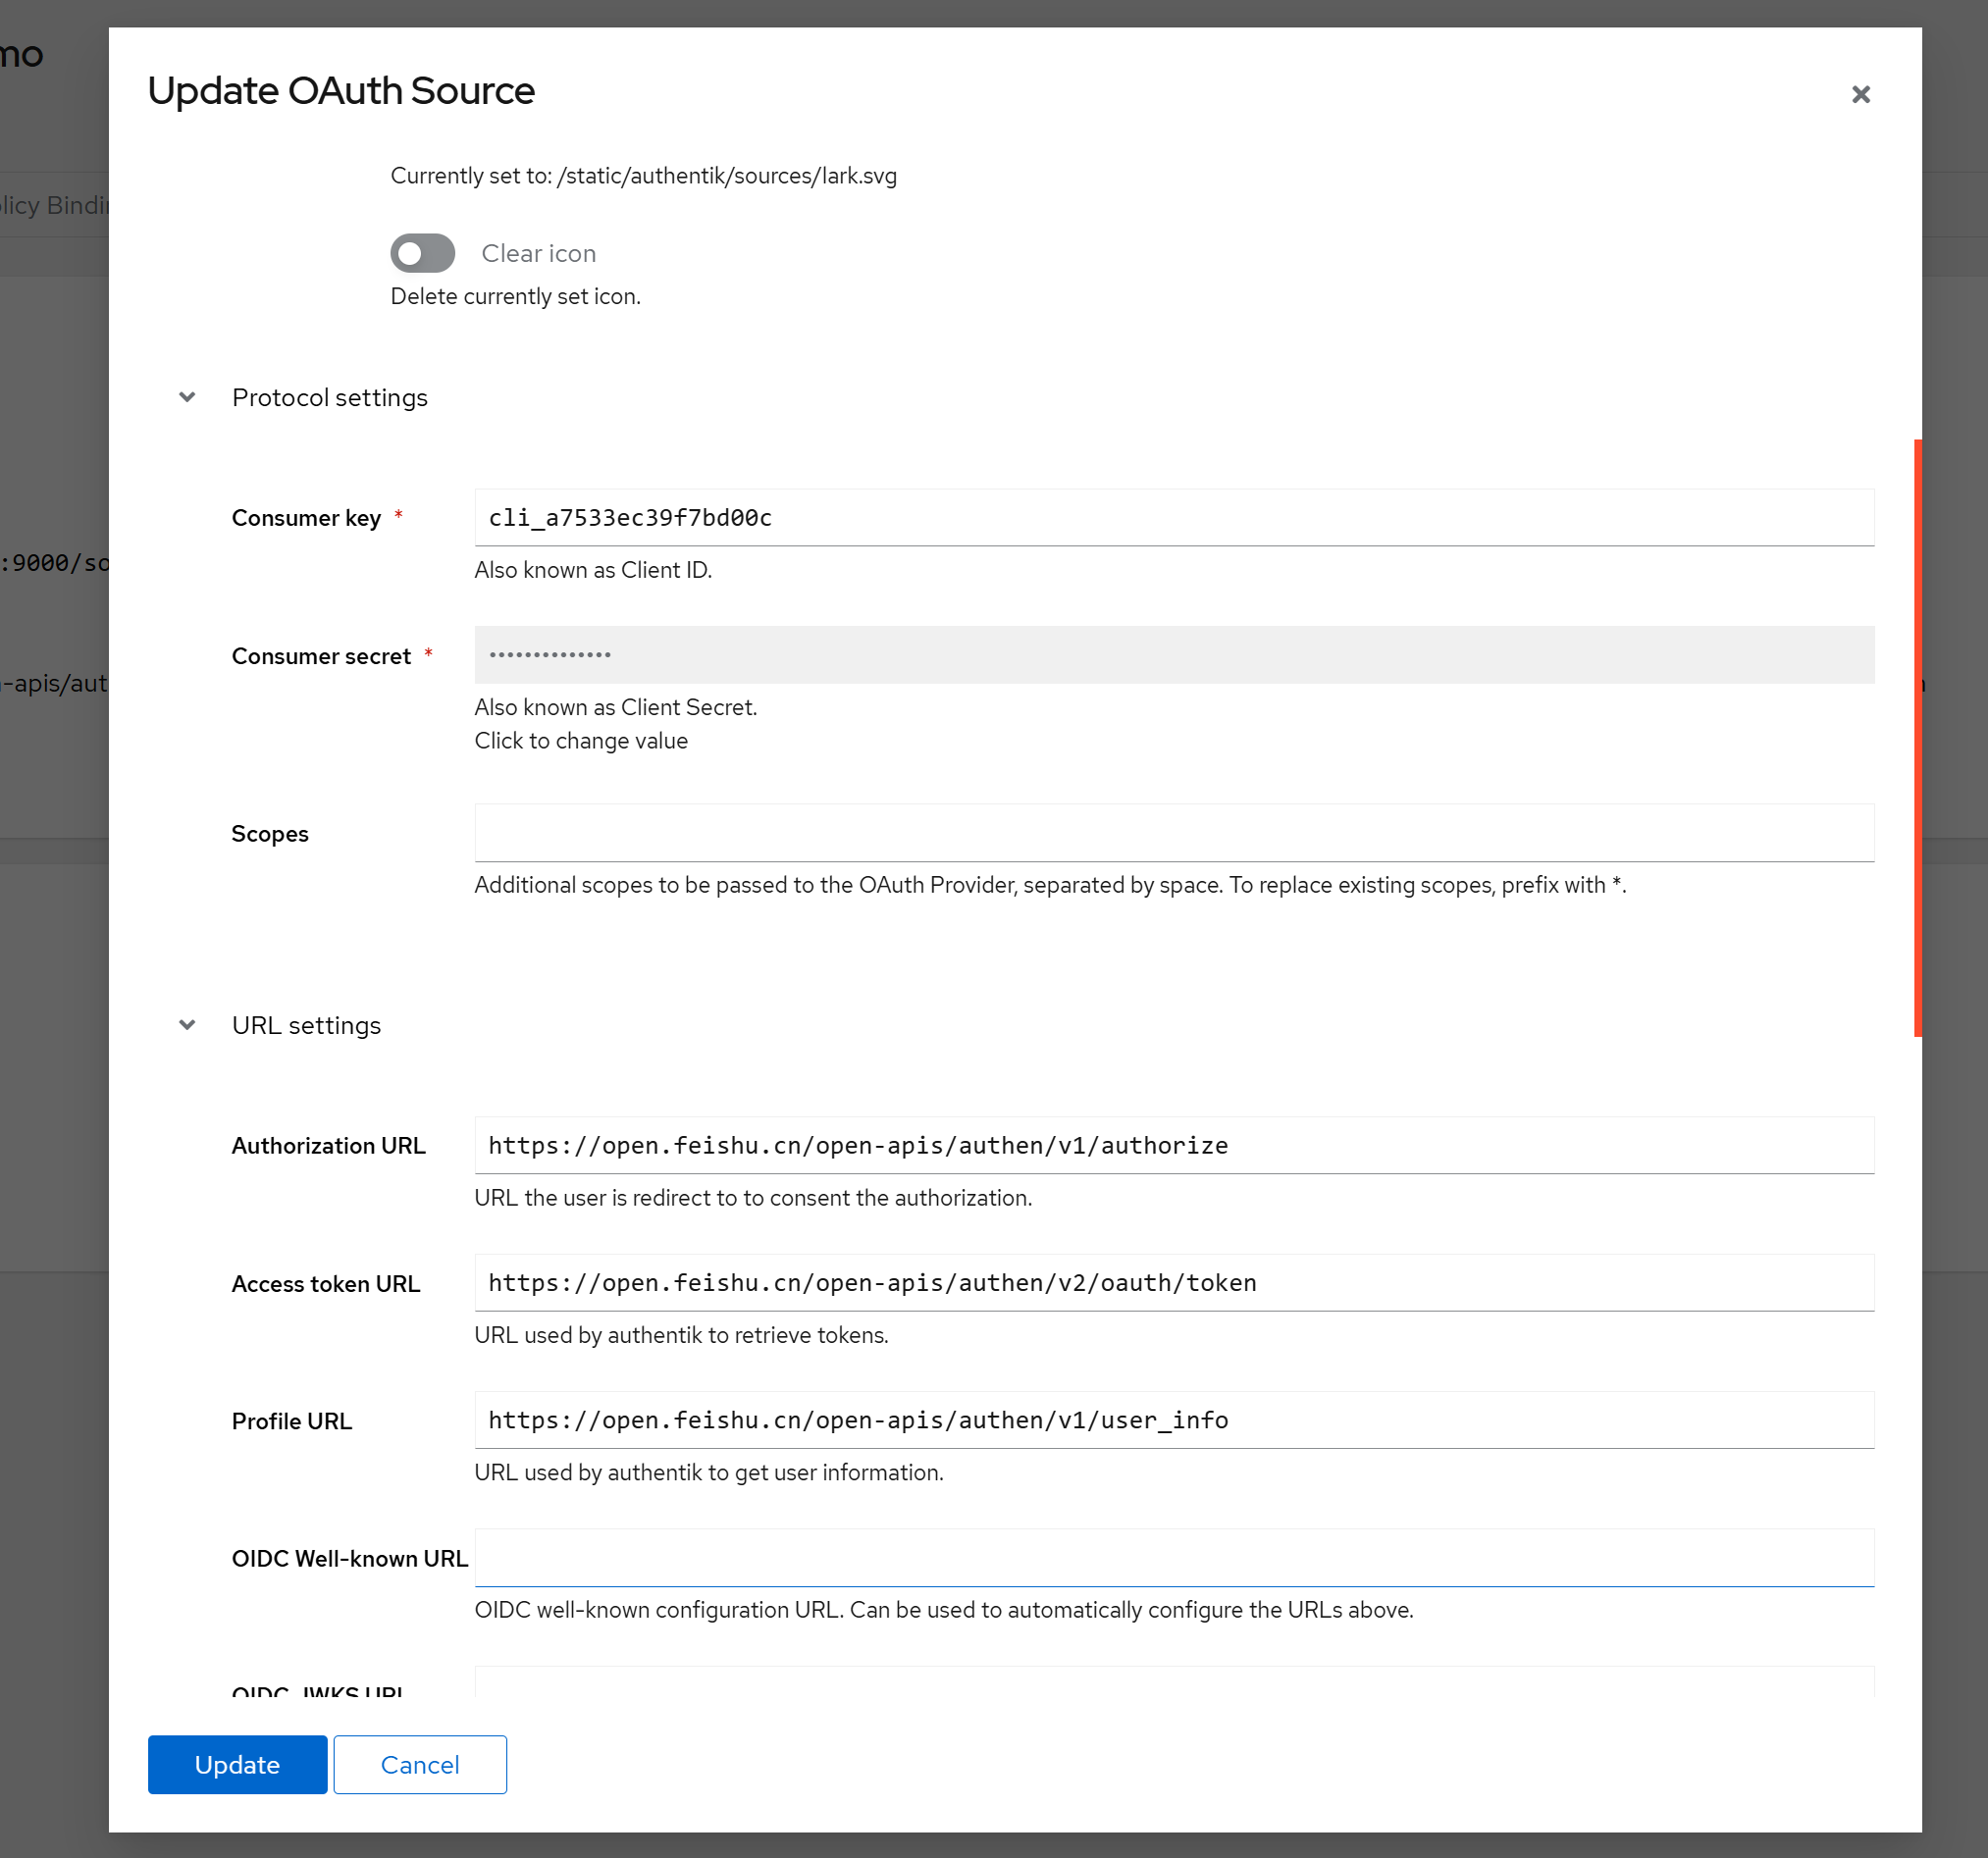 mo
Update OAuth Source
Currently set to: /static/authentik/sources/lark.svg
licy Bindi
Clear icon
Delete currently set icon.
Protocol settings
Consumer key *
cli_a7533ec39f7bd00c
:9000/so
Also known as Client ID.
Consumer secret *
••••••••••••••
-apis/aut
Also known as Client Secret.
Click to change value
Scopes
Additional scopes to be passed to the OAuth Provider, separated by space. To replace existing scopes, prefix with *.
URL settings
Authorization URL
https://open.feishu.cn/open-apis/authen/v1/authorize
URL the user is redirect to to consent the authorization.
Access token URL
https://open.feishu.cn/open-apis/authen/v2/oauth/token
URL used by authentik to retrieve tokens.
Profile URL
https://open.feishu.cn/open-apis/authen/v1/user_info
URL used by authentik to get user information.
OIDC Well-known URL
OIDC well-known configuration URL. Can be used to automatically configure the URLs above.
OIDC JWKS URL
Update
Cancel